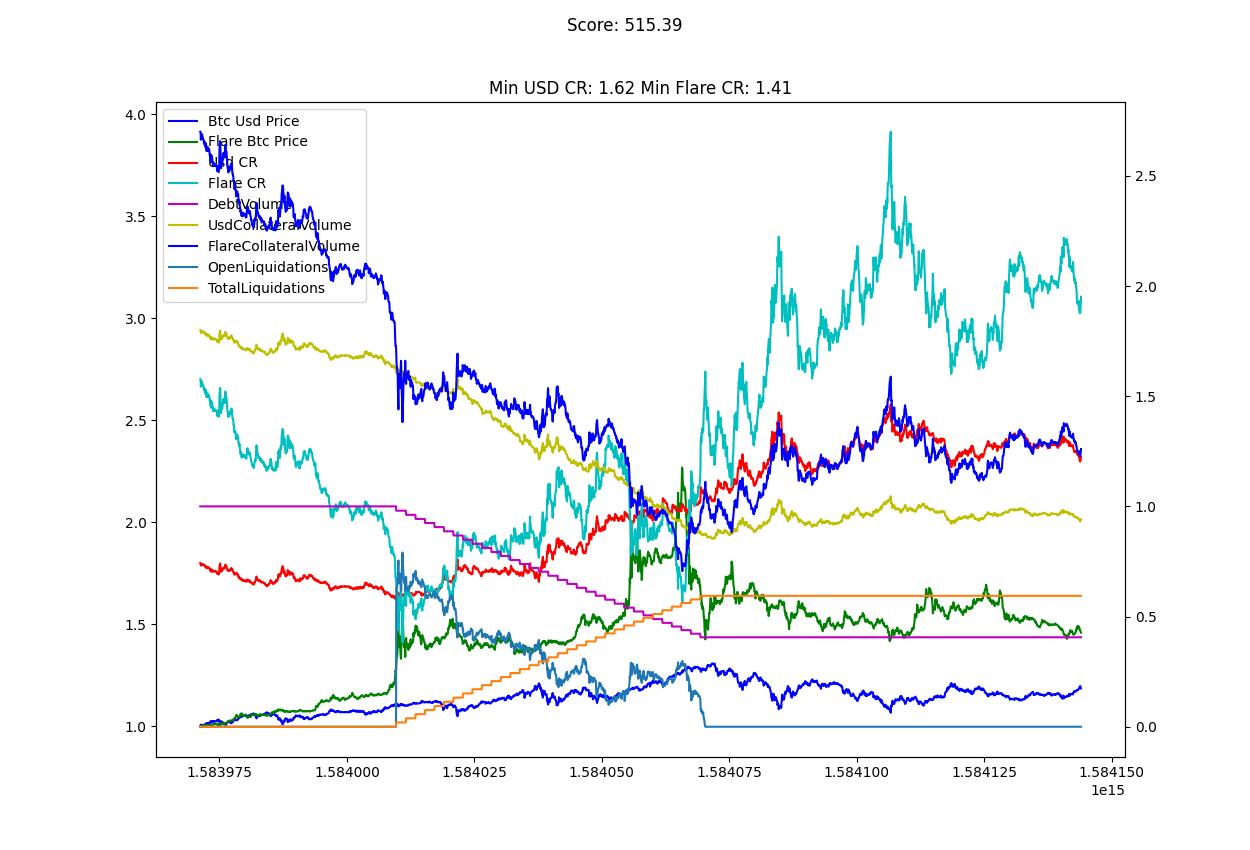 Score: 515.39
Min USD CR: 1.62 Min Flare CR: 1.41
Btc Usd Price
Flare Btc Price
Usd CR
Flare CR
DebtVolume
UsdCollateralVolume
FlareCollateralVolume
OpenLiquidations
TotalLiquidations
4.0
3.5
3.0
2.5
2.0
1.5
1.0
2.5
2.0
1.5
1.0
0.5
0.0
1.583975 1.584000 1.584025 1.584050 1.584075 1.584100 1.584125 1.584150
1e15